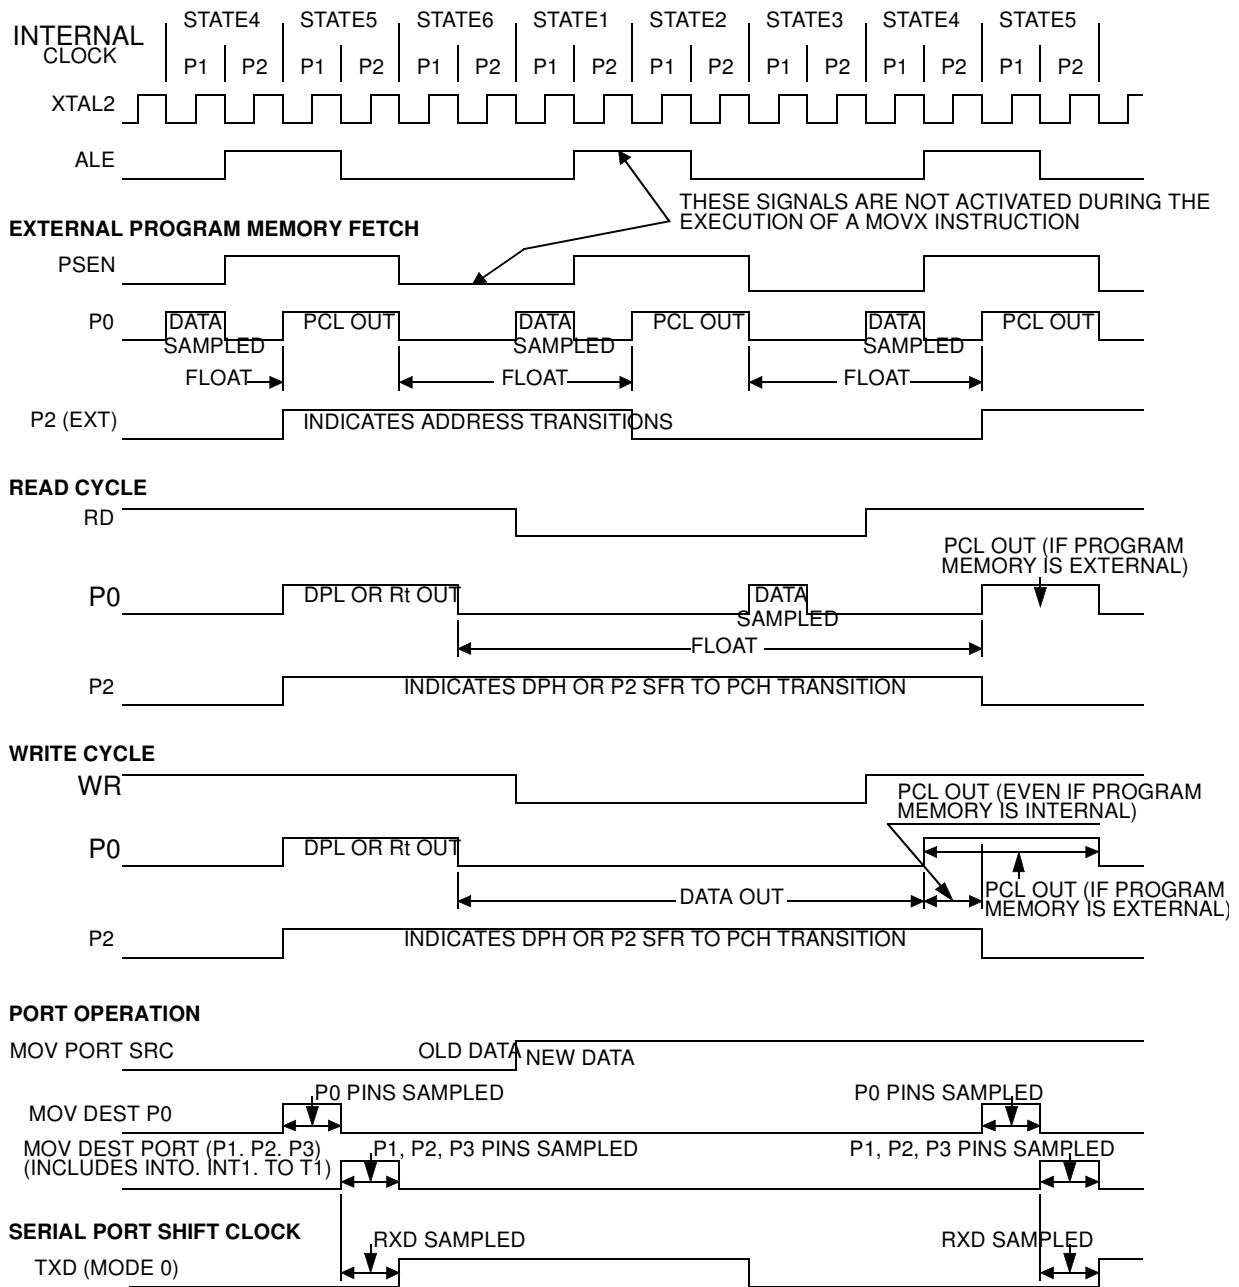 INTERNAL CLOCK
STATE4 STATE5 STATE6 STATE1 STATE2 STATE3 STATE4 STATE5
P1 P2 P1 P2 P1 P2 P1 P2 P1 P2 P1 P2 P1 P2 P1 P2
XTAL2
ALE
THESE SIGNALS ARE NOT ACTIVATED DURING THE
EXECUTION OF A MOVX INSTRUCTION
EXTERNAL PROGRAM MEMORY FETCH
PSEN
P0 DATA PCL OUT DATA PCL OUT DATA PCL OUT
SAMPLED SAMPLED SAMPLED
FLOAT FLOAT FLOAT
P2 (EXT) INDICATES ADDRESS TRANSITIONS
READ CYCLE
RD
PCL OUT (IF PROGRAM
MEMORY IS EXTERNAL)
P0 DPL OR Rt OUT DATA
SAMPLED
FLOAT
P2 INDICATES DPH OR P2 SFR TO PCH TRANSITION
WRITE CYCLE
WR
PCL OUT (EVEN IF PROGRAM
MEMORY IS INTERNAL)
P0 DPL OR Rt OUT
DATA OUT
PCL OUT (IF PROGRAM
MEMORY IS EXTERNAL)
P2 INDICATES DPH OR P2 SFR TO PCH TRANSITION
PORT OPERATION
MOV PORT SRC OLD DATA NEW DATA
P0 PINS SAMPLED P0 PINS SAMPLED
MOV DEST P0
MOV DEST PORT (P1. P2. P3) P1, P2, P3 PINS SAMPLED P1, P2, P3 PINS SAMPLED
(INCLUDES INTO. INT1. TO T1)
SERIAL PORT SHIFT CLOCK
RXD SAMPLED RXD SAMPLED
TXD (MODE 0)